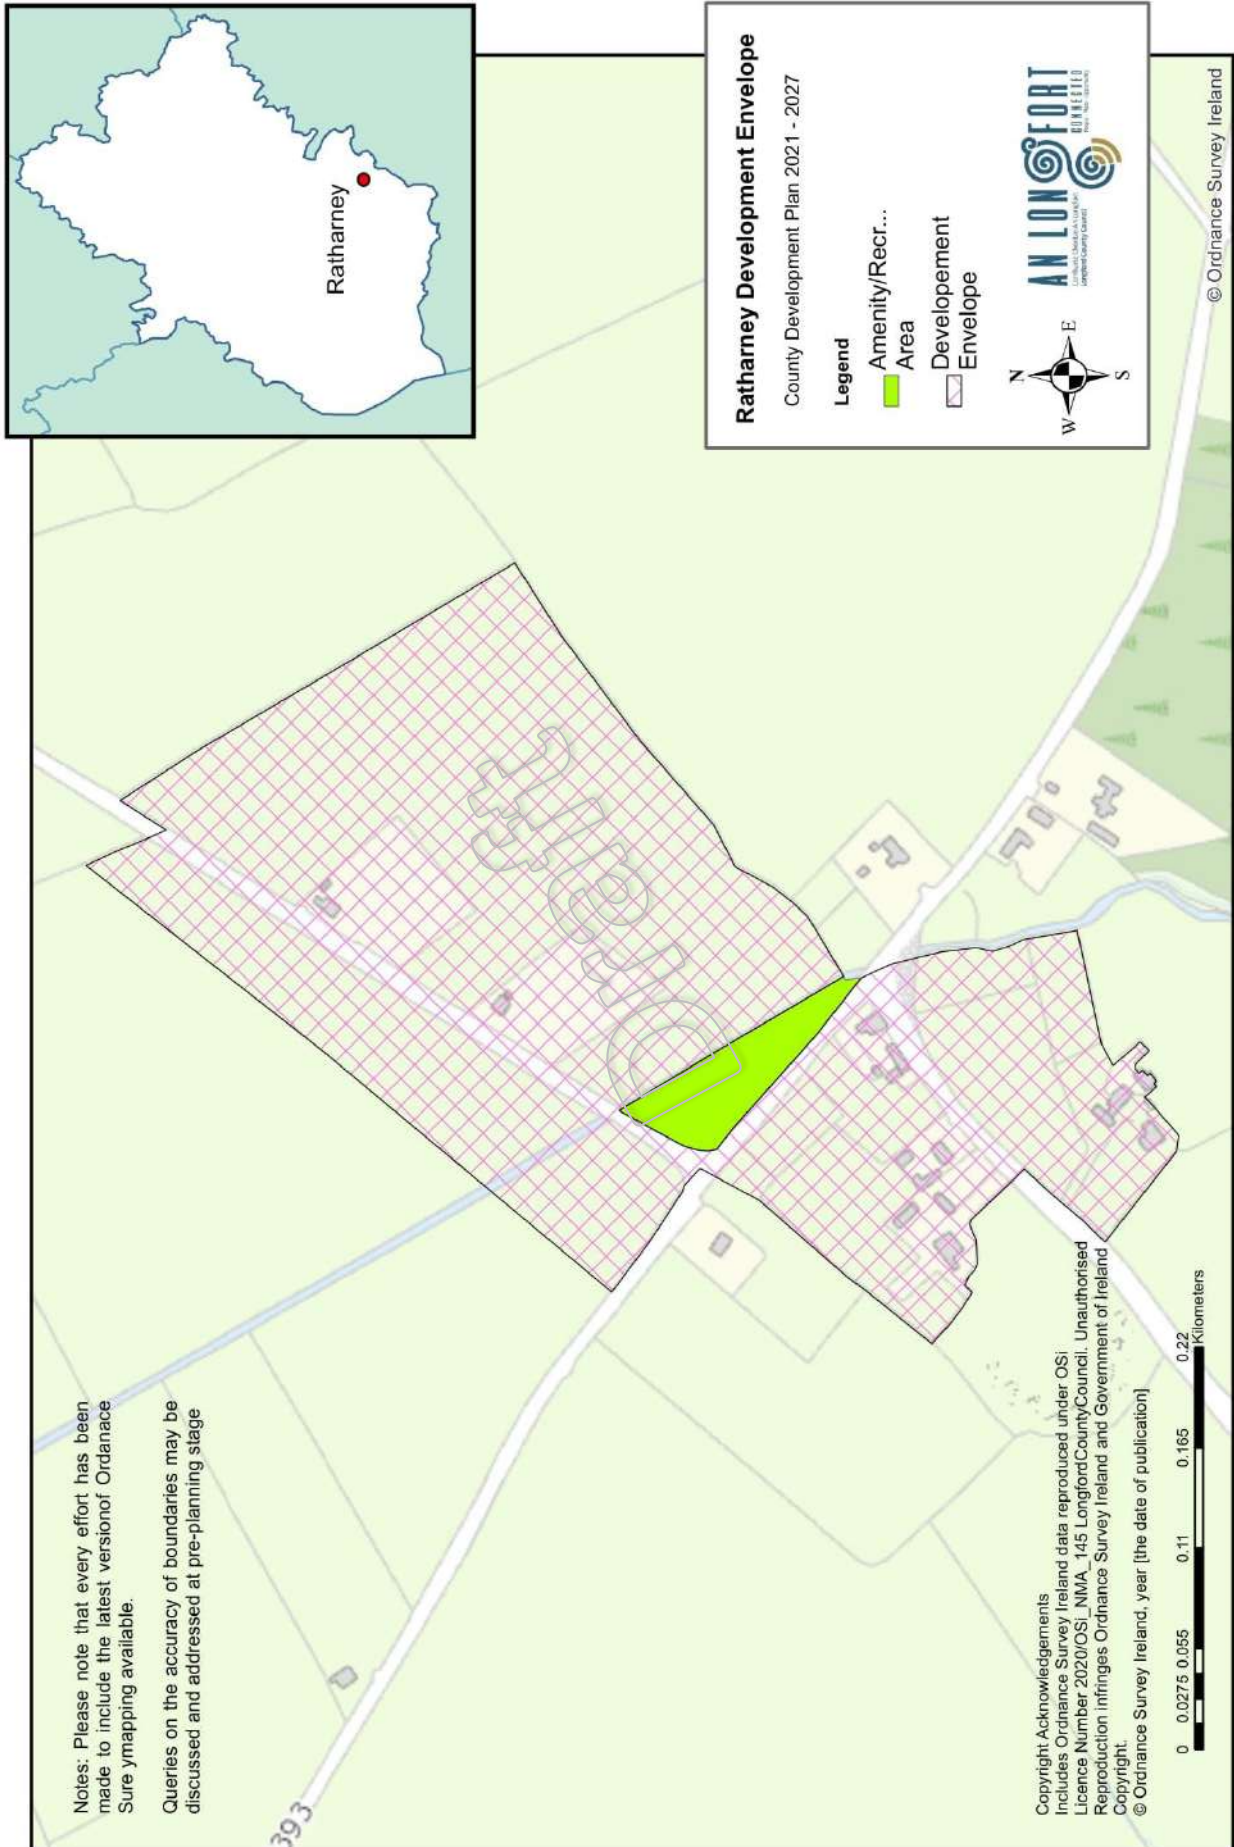 Notes: Please note that every effort has been
made to include the latest versionof Ordanace
Sure ymapping available.
Queries on the accuracy of boundaries may be
discussed and addressed at pre-planning stage
393
Draft
Ratharney
Ratharney Development Envelope
County Development Plan 2021 - 2027
Legend
Amenity/Recr...
Area
Developement
Envelope
N
W
E
S
AN LONGFORT
Longford County Council
CONNECTED
Copyright Acknowledgements
Includes Ordnance Survey Ireland data reproduced under OSi
Licence Number 2020/OSi_NMA_145 LongfordCountyCouncil. Unauthorised
Reproduction infringes Ordnance Survey Ireland and Government of Ireland
Copyright.
© Ordnance Survey Ireland, year [the date of publication]
0 0.0275 0.055 0.11 0.165 0.22
Kilometers
© Ordnance Survey Ireland